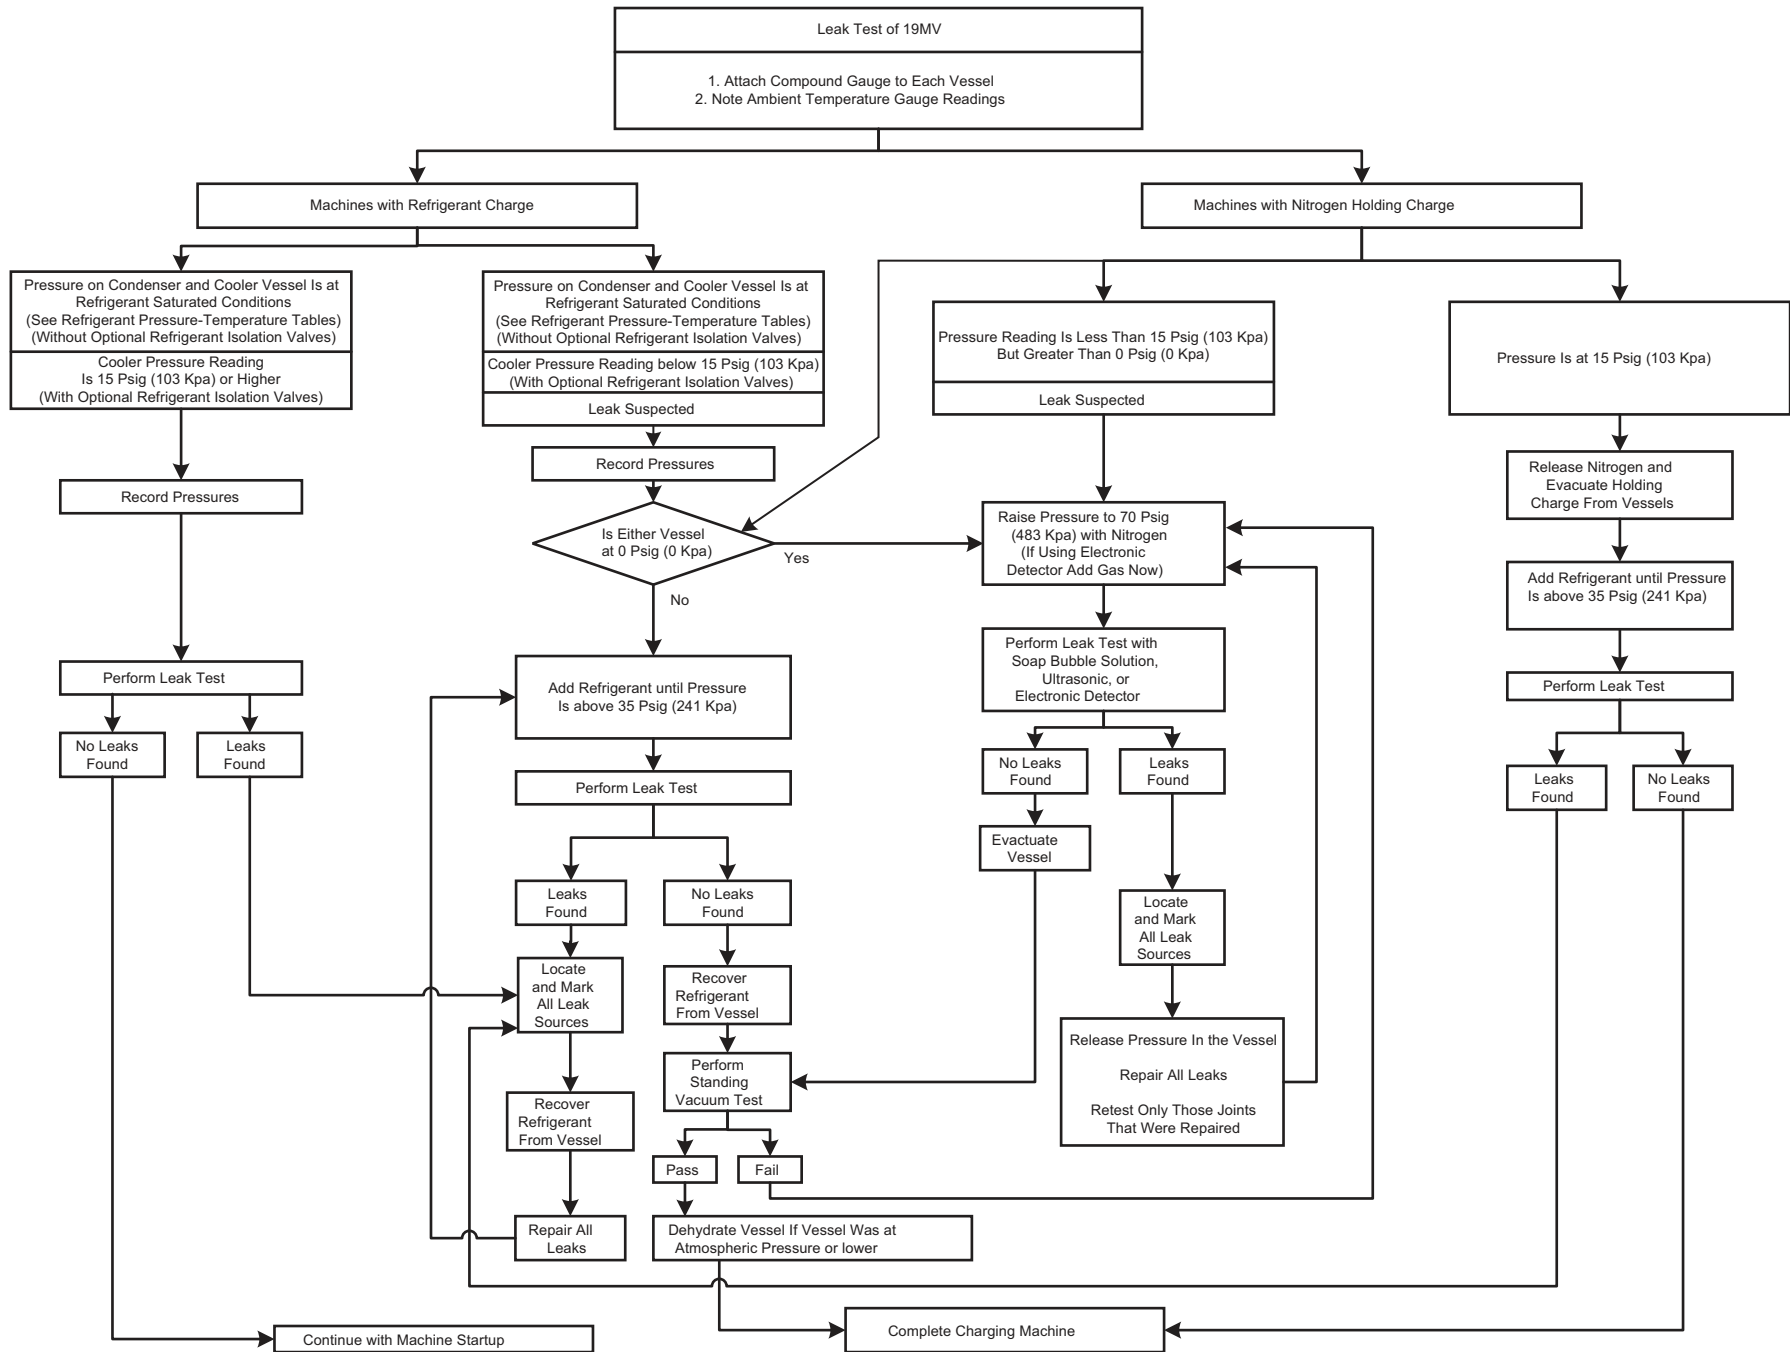 Leak Test of 19MV
1. Attach Compound Gauge to Each Vessel
2. Note Ambient Temperature Gauge Readings
Machines with Refrigerant Charge
Machines with Nitrogen Holding Charge
Pressure on Condenser and Cooler Vessel Is at
Refrigerant Saturated Conditions
(See Refrigerant Pressure-Temperature Tables)
(Without Optional Refrigerant Isolation Valves)
Cooler Pressure Reading
Is 15 Psig (103 Kpa) or Higher
(With Optional Refrigerant Isolation Valves)
Pressure on Condenser and Cooler Vessel Is at
Refrigerant Saturated Conditions
(See Refrigerant Pressure-Temperature Tables)
(Without Optional Refrigerant Isolation Valves)
Cooler Pressure Reading below 15 Psig (103 Kpa)
(With Optional Refrigerant Isolation Valves)
Leak Suspected
Pressure Reading Is Less Than 15 Psig (103 Kpa)
But Greater Than 0 Psig (0 Kpa)
Leak Suspected
Pressure Is at 15 Psig (103 Kpa)
Record Pressures
Record Pressures
Release Nitrogen and
Evacuate Holding
Charge From Vessels
Is Either Vessel
at 0 Psig (0 Kpa)
Yes
No
Raise Pressure to 70 Psig
(483 Kpa) with Nitrogen
(If Using Electronic
Detector Add Gas Now)
Add Refrigerant until Pressure
Is above 35 Psig (241 Kpa)
Perform Leak Test
No Leaks
Found
Leaks
Found
Add Refrigerant until Pressure
Is above 35 Psig (241 Kpa)
Perform Leak Test with
Soap Bubble Solution,
Ultrasonic, or
Electronic Detector
Perform Leak Test
No Leaks
Found
Leaks
Found
Leaks
Found
No Leaks
Found
Perform Leak Test
Evactuate
Vessel
Leaks
Found
No Leaks
Found
Locate
and Mark
All Leak
Sources
Locate
and Mark
All Leak
Sources
Recover
Refrigerant
From Vessel
Release Pressure In the Vessel
Repair All Leaks
Retest Only Those Joints
That Were Repaired
Recover
Refrigerant
From Vessel
Perform
Standing
Vacuum Test
Pass
Fail
Repair All
Leaks
Dehydrate Vessel If Vessel Was at
Atmospheric Pressure or lower
Continue with Machine Startup
Complete Charging Machine